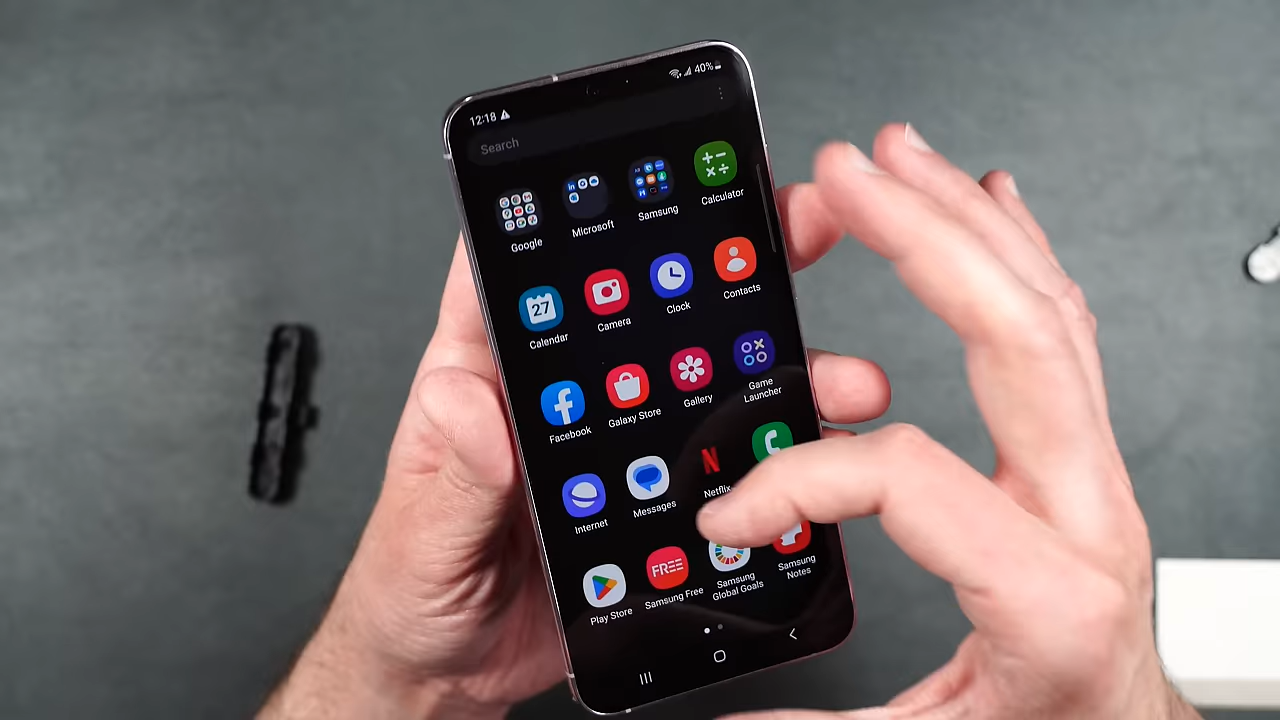 12:18
40%
Search
Google
Microsoft
Samsung
Calculator
27
Calendar
Camera
Clock
Contacts
Facebook
Galaxy Store
Gallery
Game
Launcher
Internet
Messages
N
Netflix
Play Store
FREE
Samsung Free
Samsung
Global Goals
Samsung
Notes